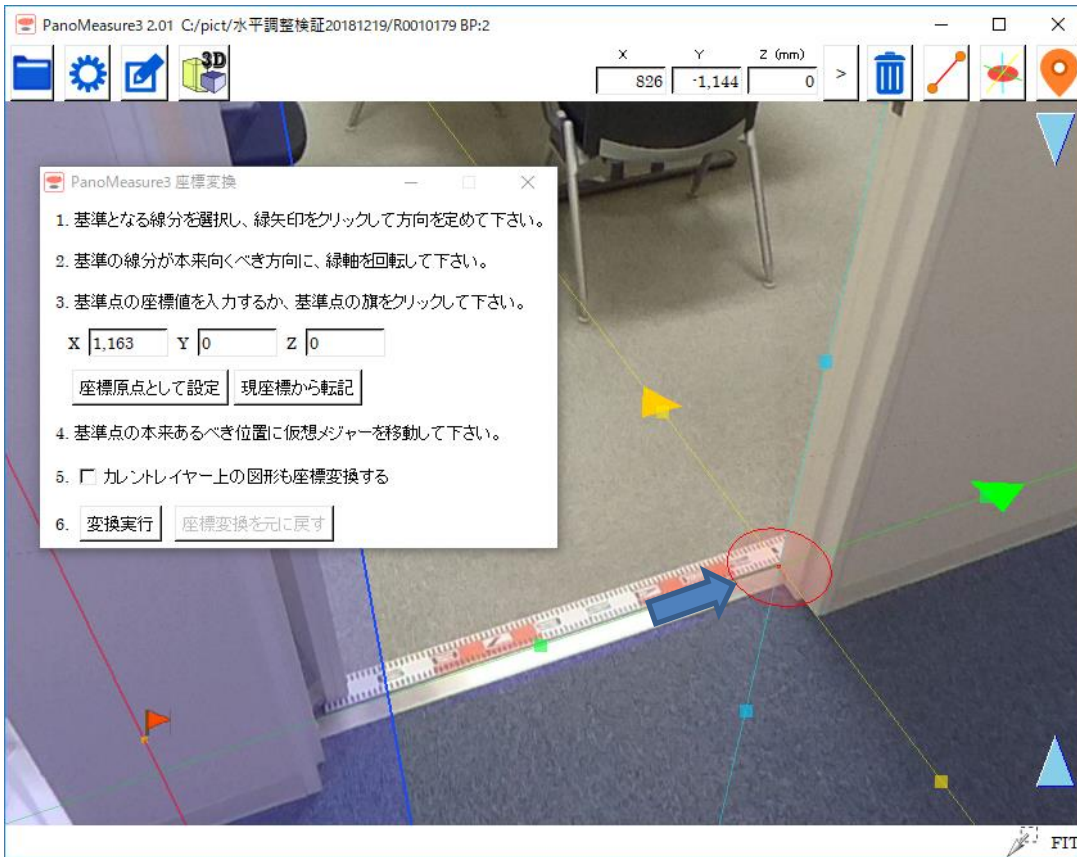 PanoMeasure3 2.01 C:/pict/水平調整検証20181219/R0010179 BP:2
3D
X Y Z (mm)
826 -1,144 0 >
PanoMeasure3 座標変換
1. 基準となる線分を選択し、緑矢印をクリックして方向を定めて下さい。
2. 基準の線分が本来向くべき方向に、緑軸を回転して下さい。
3. 基準点の座標値を入力するか、基準点の旗をクリックして下さい。
X 1,163 Y 0 Z 0
座標原点として設定 現座標から転記
4. 基準点の本来あるべき位置に仮想メジャーを移動して下さい。
5. カレントレイヤー上の図形も座標変換する
6. 変換実行 座標変換を元に戻す
FIT